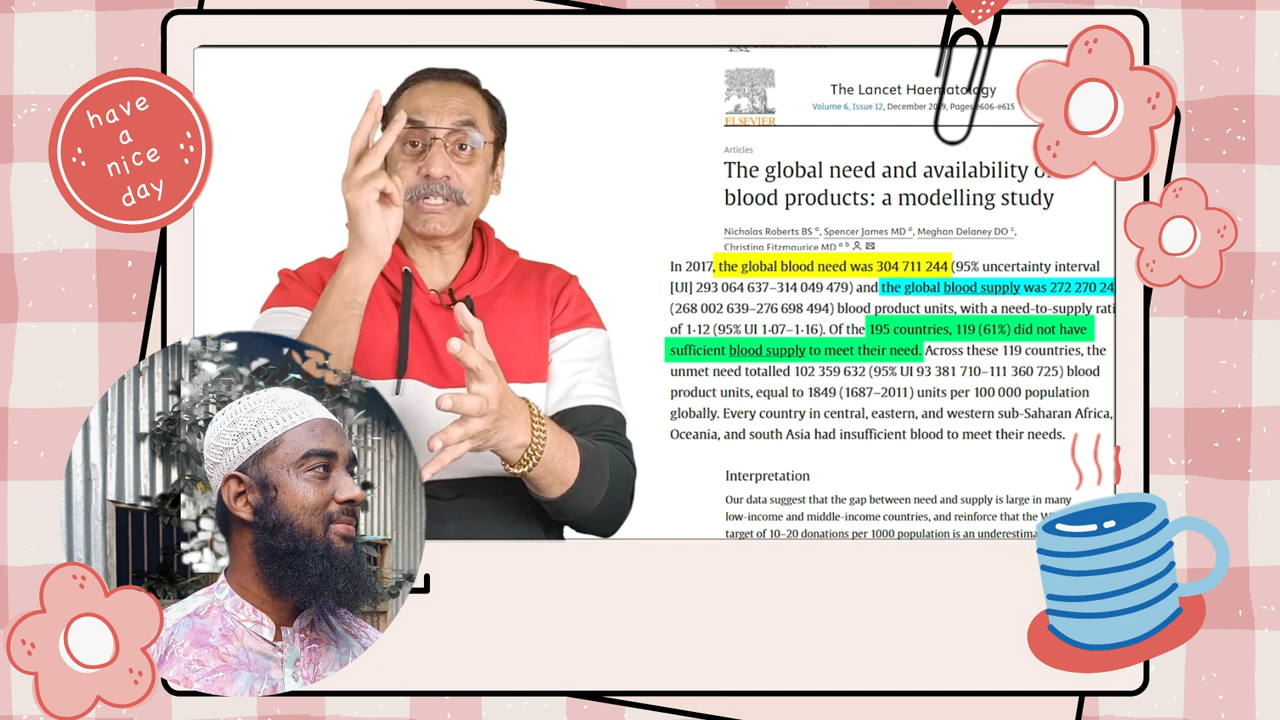 have
a
nice
day
ELSEVIER
The Lancet Haematology
Volume 6, Issue 12, December 2019, Pages e606-e615
Articles
The global need and availability of
blood products: a modelling study
Nicholas Roberts BS a, Spencer James MD a, Meghan Delaney DO c,
Christina Fitzmaurice MD a b
In 2017, the global blood need was 304 711 244 (95% uncertainty interval
[UI] 293 064 637–314 049 479) and the global blood supply was 272 270 24
(268 002 639–276 698 494) blood product units, with a need-to-supply rati
of 1·12 (95% UI 1·07–1·16). Of the 195 countries, 119 (61%) did not have
sufficient blood supply to meet their need. Across these 119 countries, the
unmet need totalled 102 359 632 (95% UI 93 381 710–111 360 725) blood
product units, equal to 1849 (1687–2011) units per 100 000 population
globally. Every country in central, eastern, and western sub-Saharan Africa,
Oceania, and south Asia had insufficient blood to meet their needs.
Interpretation
Our data suggest that the gap between need and supply is large in many
low-income and middle-income countries, and reinforce that the W
target of 10–20 donations per 1000 population is an underestima